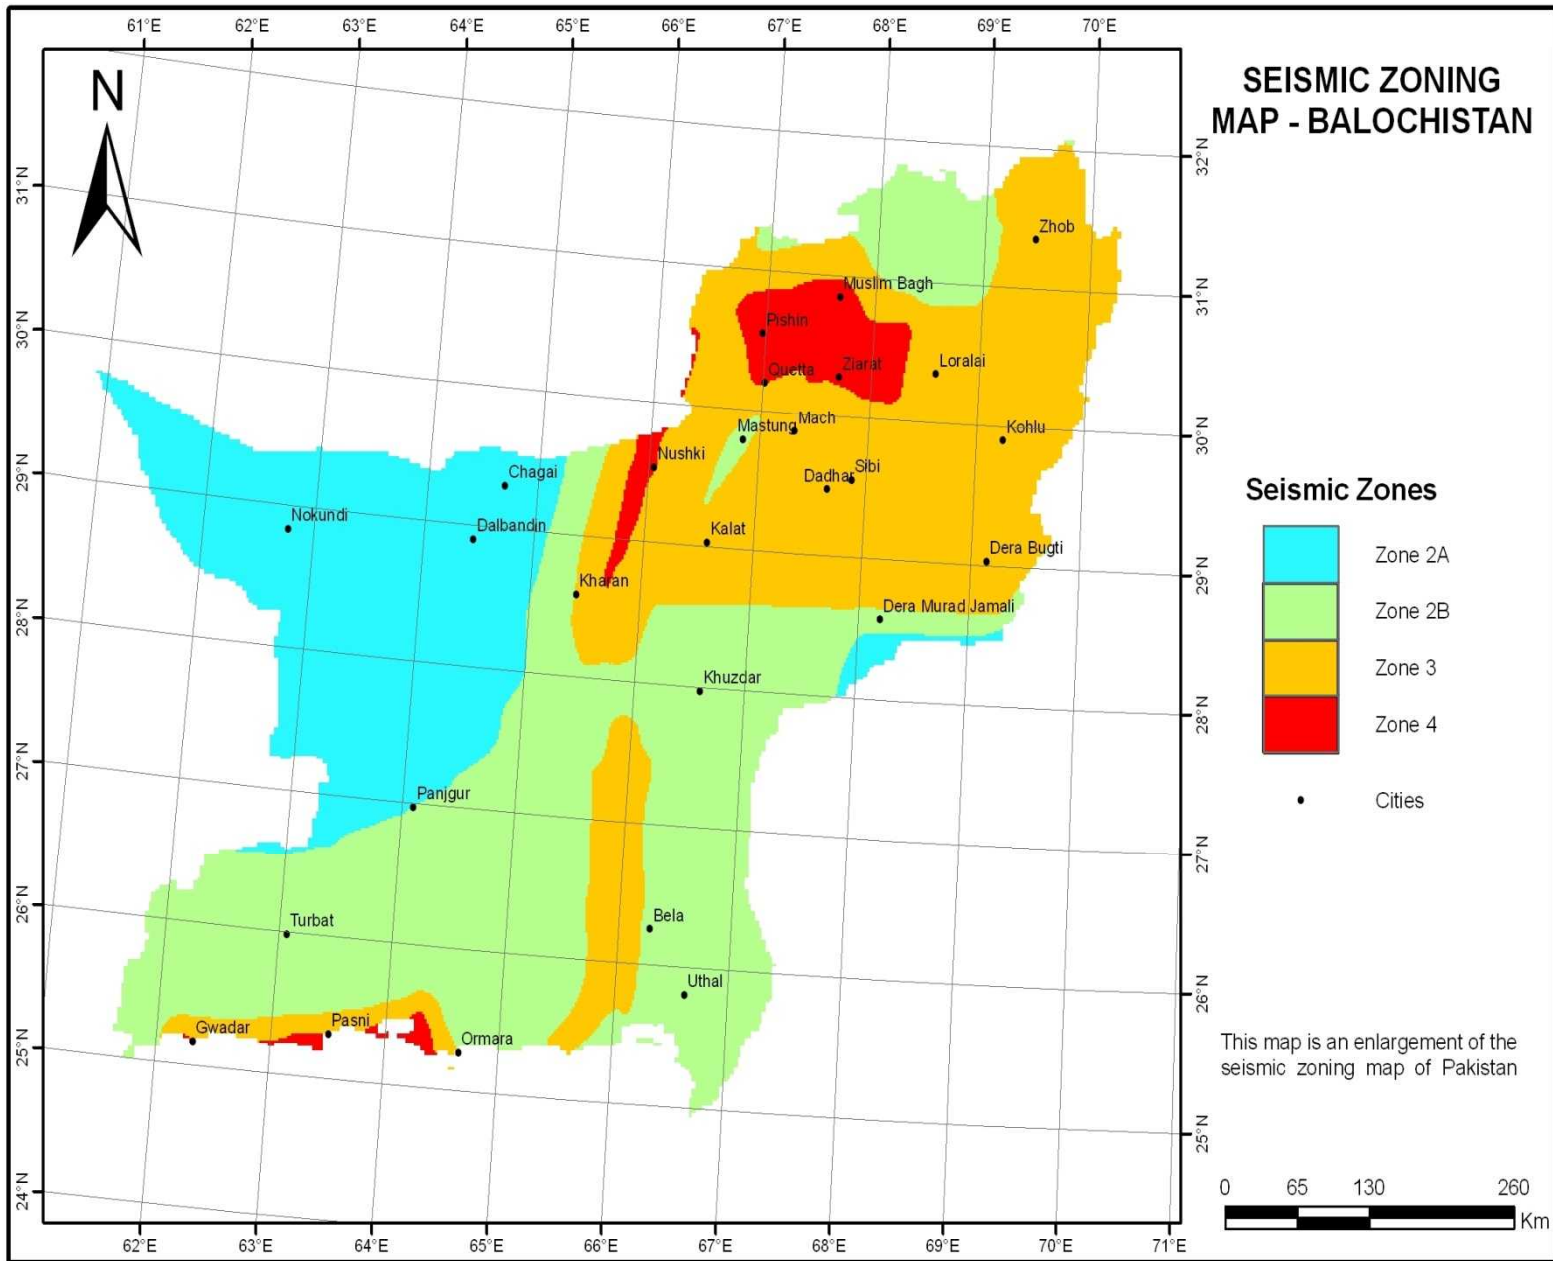 61°E 62°E 63°E 64°E 65°E 66°E 67°E 68°E 69°E 70°E
N
SEISMIC ZONING
MAP - BALOCHISTAN
32°N
31°N
31°N
30°N
30°N
29°N
29°N
28°N
28°N
27°N
27°N
26°N
26°N
25°N
25°N
24°N
Zhob
Muslim Bagh
Pishin
Quetta
Ziarat
Loralai
Mastung
Mach
Kohlu
Nushki
Chagai
Dadhar
Sibi
Nokundi
Dalbandin
Kalat
Dera Bugti
Kharan
Dera Murad Jamali
Khuzdar
Panjgur
Turbat
Bela
Uthal
Gwadar
Pasni
Ormara
Seismic Zones
Zone 2A
Zone 2B
Zone 3
Zone 4
Cities
This map is an enlargement of the
seismic zoning map of Pakistan
0 65 130 260
Km
62°E 63°E 64°E 65°E 66°E 67°E 68°E 69°E 70°E 71°E